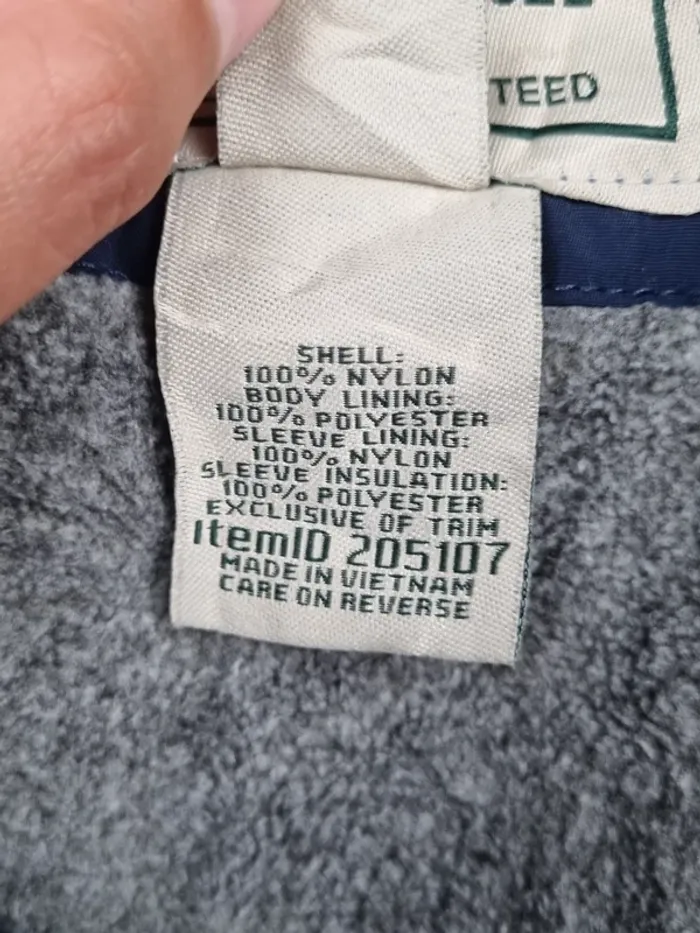 TEED
SHELL:
100% NYLON
BODY LINING:
100% POLYESTER
SLEEVE LINING:
100% NYLON
SLEEVE INSULATION:
100% POLYESTER
EXCLUSIVE OF TRIM
ItemID 205107
MADE IN VIETNAM
CARE ON REVERSE